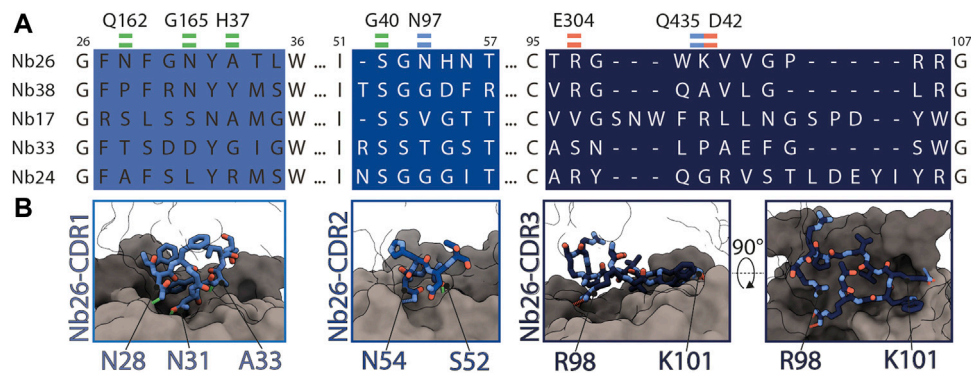 A
Q162 G165 H37 G40 N97 E304 Q435 D42
26 36 51 57 95 107
Nb26 G F N F G N Y A T L W ... I - S G N H N T ... C T R G - - - W K V V G P - - - - - R R G
Nb38 G F P F R N Y Y M S W ... I T S G G D F R ... C V R G - - - Q A V L G - - - - - - L R G
Nb17 G R S L S S N A M G W ... I - S S V G T T ... C V V G S N W F R L L N G S P D - - Y W G
Nb33 G F T S D D Y G I G W ... I R S S T G S T ... C A S N - - - L P A E F G - - - - - S W G
Nb24 G F A F S L Y R M S W ... I N S G G G I T ... C A R Y - - - Q G R V S T L D E Y I Y R G
B
Nb26-CDR1
N28 N31 A33
Nb26-CDR2
N54 S52
Nb26-CDR3
R98 K101
90°
R98 K101